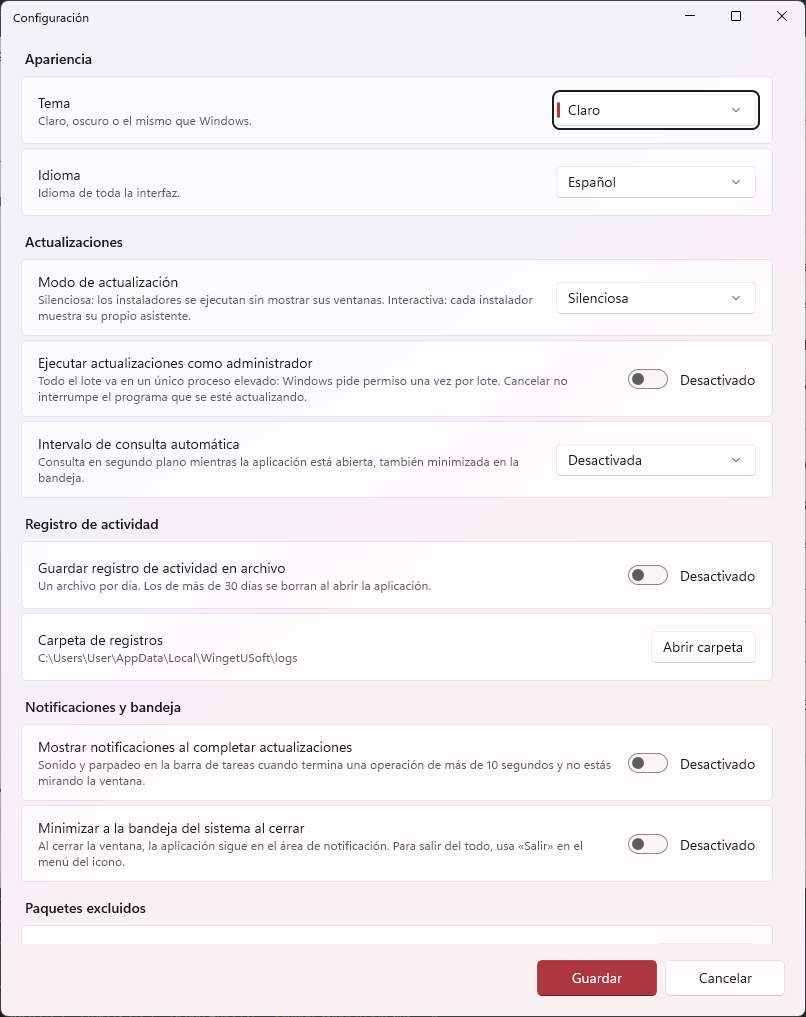 Configuración
Apariencia
Tema
Claro, oscuro o el mismo que Windows.
Claro
Idioma
Idioma de toda la interfaz.
Español
Actualizaciones
Modo de actualización
Silenciosa: los instaladores se ejecutan sin mostrar sus ventanas. Interactiva: cada instalador
muestra su propio asistente.
Silenciosa
Ejecutar actualizaciones como administrador
Todo el lote va en un único proceso elevado: Windows pide permiso una vez por lote. Cancelar no
interrumpe el programa que se esté actualizando.
Desactivado
Intervalo de consulta automática
Consulta en segundo plano mientras la aplicación está abierta, también minimizada en la
bandeja.
Desactivada
Registro de actividad
Guardar registro de actividad en archivo
Un archivo por día. Los de más de 30 días se borran al abrir la aplicación.
Desactivado
Carpeta de registros
C:\Users\User\AppData\Local\WingetUSoft\logs
Abrir carpeta
Notificaciones y bandeja
Mostrar notificaciones al completar actualizaciones
Sonido y parpadeo en la barra de tareas cuando termina una operación de más de 10 segundos y no estás
mirando la ventana.
Desactivado
Minimizar a la bandeja del sistema al cerrar
Al cerrar la ventana, la aplicación sigue en el área de notificación. Para salir del todo, usa «Salir» en el
menú del icono.
Desactivado
Paquetes excluidos
Guardar
Cancelar